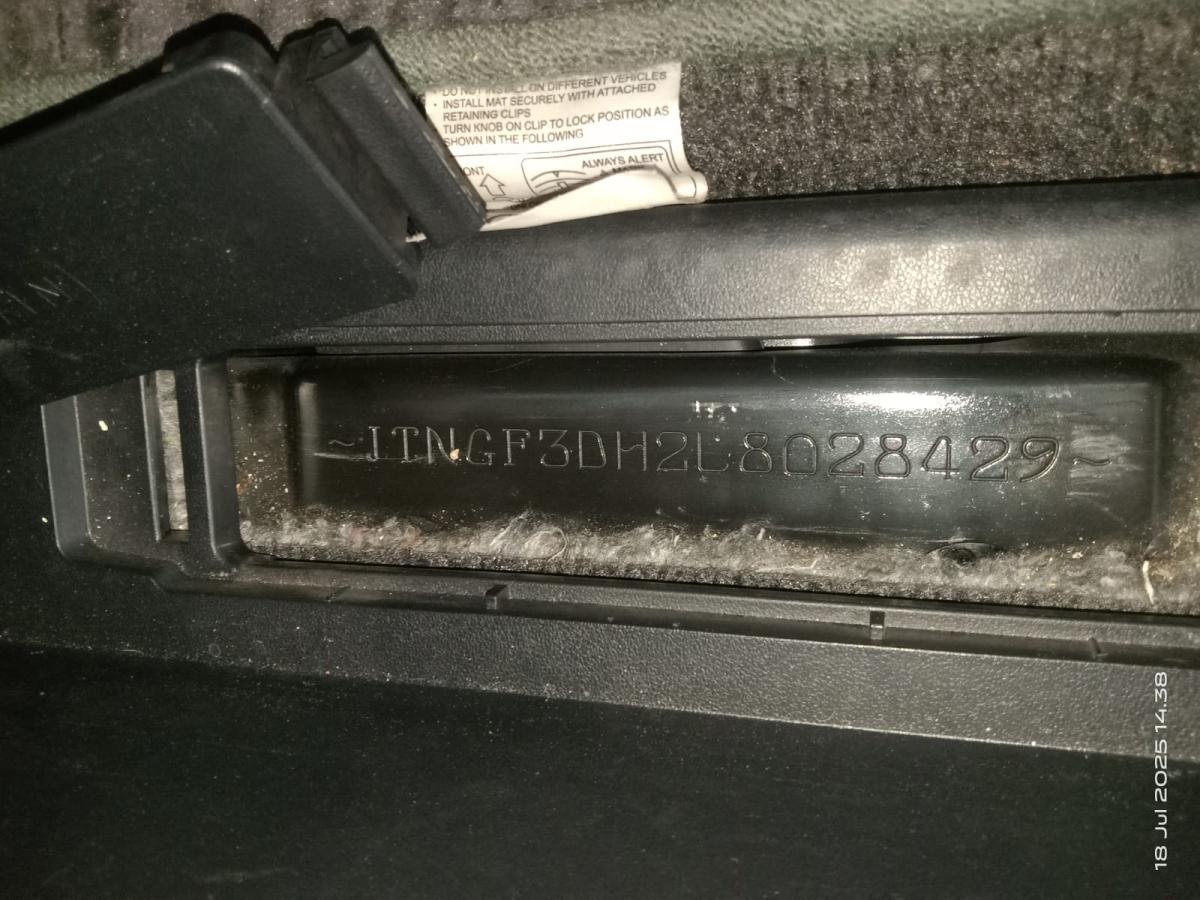 · DO NOT INSTALL ON DIFFERENT VEHICLES
· INSTALL MAT SECURELY WITH ATTACHED
RETAINING CLIPS
TURN KNOB ON CLIP TO LOCK POSITION AS
SHOWN IN THE FOLLOWING
ALWAYS ALERT
~JTNGF3DH2L8028429~
18 Jul 2025 14.38